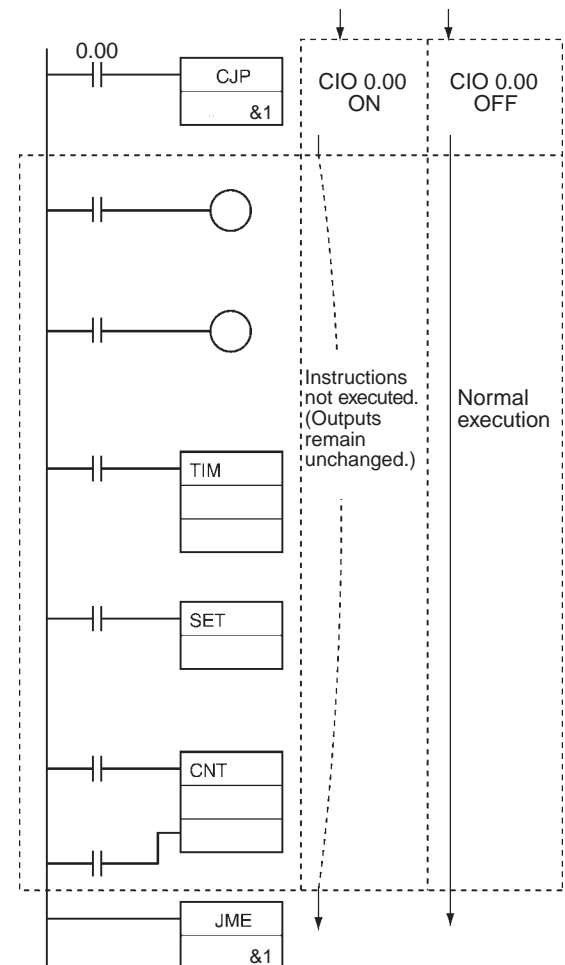 0.00
CJP
&1
CIO 0.00
ON
CIO 0.00
OFF
Instructions
not executed.
(Outputs
remain
unchanged.)
Normal
execution
TIM
SET
CNT
JME
&1